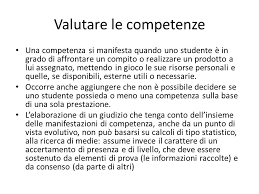 Valutare le competenze
• Una competenza si manifesta quando uno studente è in
grado di affrontare un compito o realizzare un prodotto a
lui assegnato, mettendo in gioco le sue risorse personali e
quelle, se disponibili, esterne utili o necessarie.
• Occorre anche aggiungere che non è possibile decidere se
uno studente possieda o meno una competenza sulla base
di una sola prestazione.
• L'elaborazione di un giudizio che tenga conto dell'insieme
delle manifestazioni di competenza, anche da un punto di
vista evolutivo, non può basarsi su calcoli di tipo statistico,
alla ricerca di medie: assume invece il carattere di un
accertamento di presenza e di livello, che deve essere
sostenuto da elementi di prova (le informazioni raccolte) e
da consenso (da parte di altri)